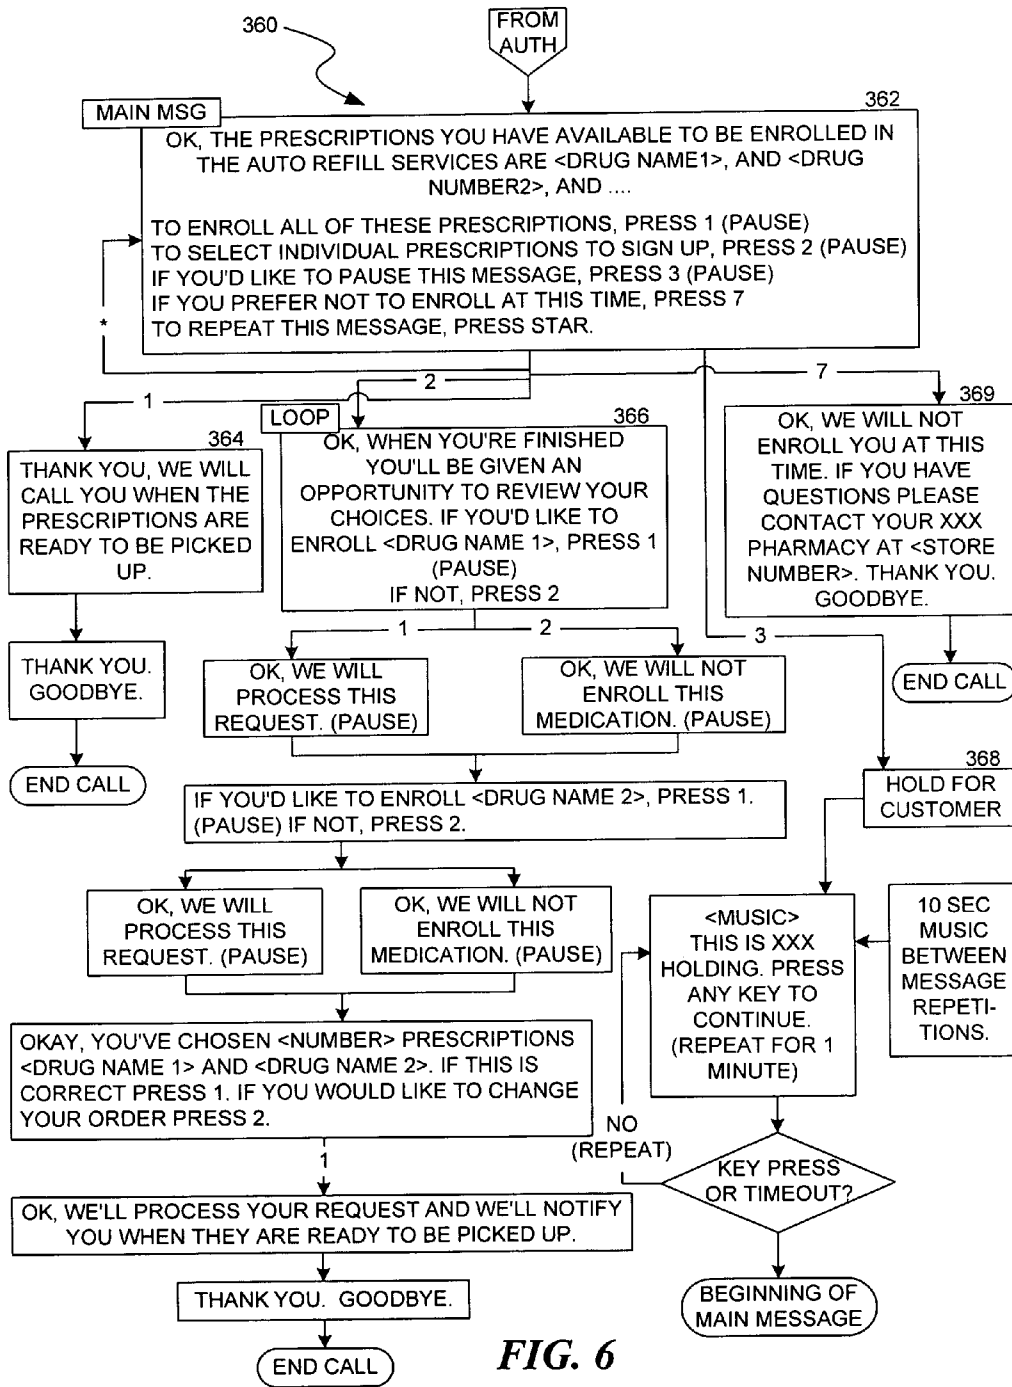 360
FROM
AUTH
MAIN MSG
362
OK, THE PRESCRIPTIONS YOU HAVE AVAILABLE TO BE ENROLLED IN
THE AUTO REFILL SERVICES ARE <DRUG NAME1>, AND <DRUG
NUMBER2>, AND ....
TO ENROLL ALL OF THESE PRESCRIPTIONS, PRESS 1 (PAUSE)
TO SELECT INDIVIDUAL PRESCRIPTIONS TO SIGN UP, PRESS 2 (PAUSE)
IF YOU'D LIKE TO PAUSE THIS MESSAGE, PRESS 3 (PAUSE)
IF YOU PREFER NOT TO ENROLL AT THIS TIME, PRESS 7
TO REPEAT THIS MESSAGE, PRESS STAR.
*
1
2
7
364
THANK YOU, WE WILL
CALL YOU WHEN THE
PRESCRIPTIONS ARE
READY TO BE PICKED
UP.
THANK YOU.
GOODBYE.
END CALL
LOOP
366
OK, WHEN YOU'RE FINISHED
YOU'LL BE GIVEN AN
OPPORTUNITY TO REVIEW YOUR
CHOICES. IF YOU'D LIKE TO
ENROLL <DRUG NAME 1>, PRESS 1
(PAUSE)
IF NOT, PRESS 2
369
OK, WE WILL NOT
ENROLL YOU AT THIS
TIME. IF YOU HAVE
QUESTIONS PLEASE
CONTACT YOUR XXX
PHARMACY AT <STORE
NUMBER>. THANK YOU.
GOODBYE.
END CALL
1
2
3
OK, WE WILL
PROCESS THIS
REQUEST. (PAUSE)
OK, WE WILL NOT
ENROLL THIS
MEDICATION. (PAUSE)
IF YOU'D LIKE TO ENROLL <DRUG NAME 2>, PRESS 1.
(PAUSE) IF NOT, PRESS 2.
368
HOLD FOR
CUSTOMER
OK, WE WILL
PROCESS THIS
REQUEST. (PAUSE)
OK, WE WILL NOT
ENROLL THIS
MEDICATION. (PAUSE)
<MUSIC>
THIS IS XXX
HOLDING. PRESS
ANY KEY TO
CONTINUE.
(REPEAT FOR 1
MINUTE)
10 SEC
MUSIC
BETWEEN
MESSAGE
REPETI-
TIONS.
OKAY, YOU'VE CHOSEN <NUMBER> PRESCRIPTIONS
<DRUG NAME 1> AND <DRUG NAME 2>. IF THIS IS
CORRECT PRESS 1. IF YOU WOULD LIKE TO CHANGE
YOUR ORDER PRESS 2.
NO
(REPEAT)
KEY PRESS
OR TIMEOUT?
1
OK, WE'LL PROCESS YOUR REQUEST AND WE'LL NOTIFY
YOU WHEN THEY ARE READY TO BE PICKED UP.
THANK YOU. GOODBYE.
END CALL
BEGINNING OF
MAIN MESSAGE
FIG. 6